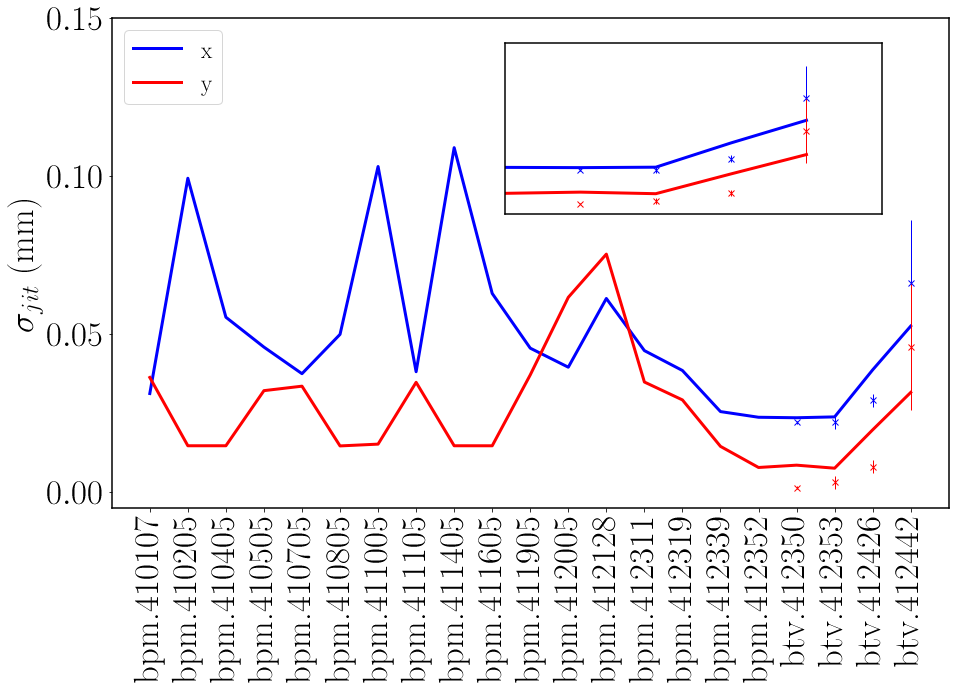 0.15
0.10
0.05
0.00
σ_jit (mm)
x
y
bpm.410107
bpm.410205
bpm.410405
bpm.410505
bpm.410705
bpm.410805
bpm.411005
bpm.411105
bpm.411405
bpm.411605
bpm.411905
bpm.412005
bpm.412128
bpm.412311
bpm.412319
bpm.412339
bpm.412352
btv.412350
btv.412353
btv.412426
btv.412442